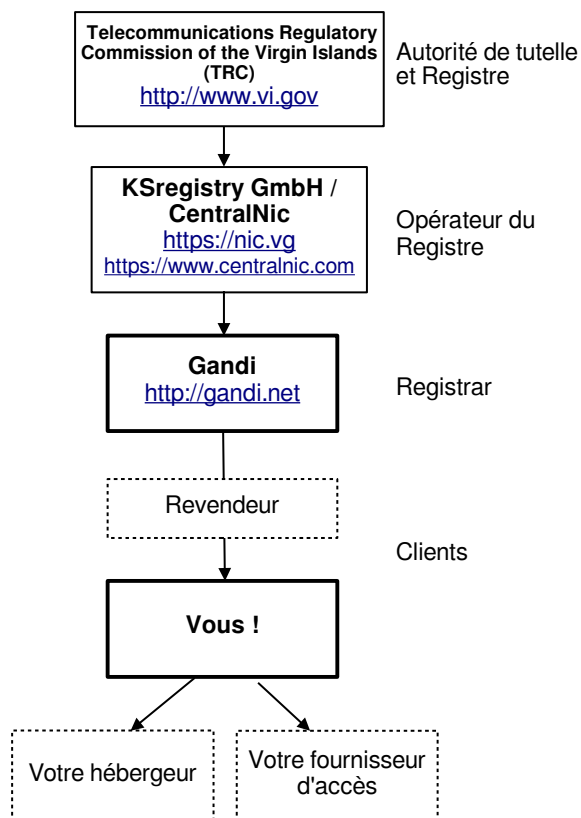 Telecommunications Regulatory
Commission of the Virgin Islands
(TRC)
http://www.vi.gov
Autorité de tutelle
et Registre
KSregistry GmbH /
CentralNic
https://nic.vg
https://www.centralnic.com
Opérateur du
Registre
Gandi
http://gandi.net
Registrar
Revendeur
Clients
Vous !
Votre hébergeur
Votre fournisseur
d'accès